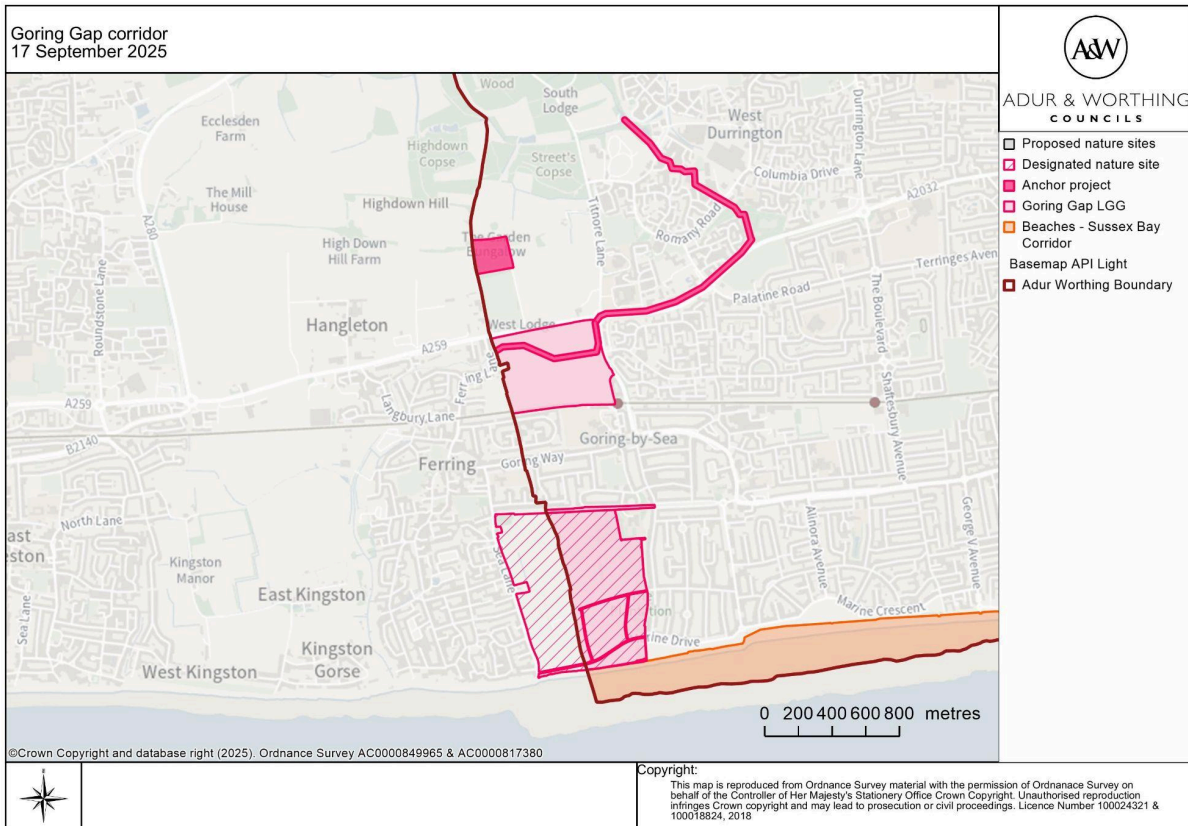 Goring Gap corridor
17 September 2025
A&W
ADUR & WORTHING
COUNCILS
Proposed nature sites
Designated nature site
Anchor project
Goring Gap LGG
Beaches - Sussex Bay
Corridor
Basemap API Light
Adur Worthing Boundary
Wood
South
Lodge
West
Durrington
Durrington Lane
Ecclesden
Farm
Highdown
Copse
Street's
Copse
Columbia Drive
A2032
The Mill
House
Highdown Hill
Titnore Lane
A280
Romany Road
High Down
Hill Farm
The Garden
Bungalow
Terringes Avenue
Roundstone Lane
Palatine Road
The Boulevard
Hangleton
West Lodge
A259
Ferring Lane
Shaftesbury Avenue
A259
Langbury Lane
B2140
Goring-by-Sea
Ferring
Goring Way
North Lane
Alinora Avenue
George V Avenue
Kingston
Manor
Sea Lane
East Kingston
Sea Lane
Marine Crescent
Kingston
Gorse
West Kingston
0 200 400 600 800 metres
©Crown Copyright and database right (2025). Ordnance Survey AC0000849965 & AC0000817380
Copyright:
This map is reproduced from Ordnance Survey material with the permission of Ordnanace Survey on
behalf of the Controller of Her Majesty's Stationery Office Crown Copyright. Unauthorised reproduction
infringes Crown copyright and may lead to prosecution or civil proceedings. Licence Number 100024321 &
100018824, 2018